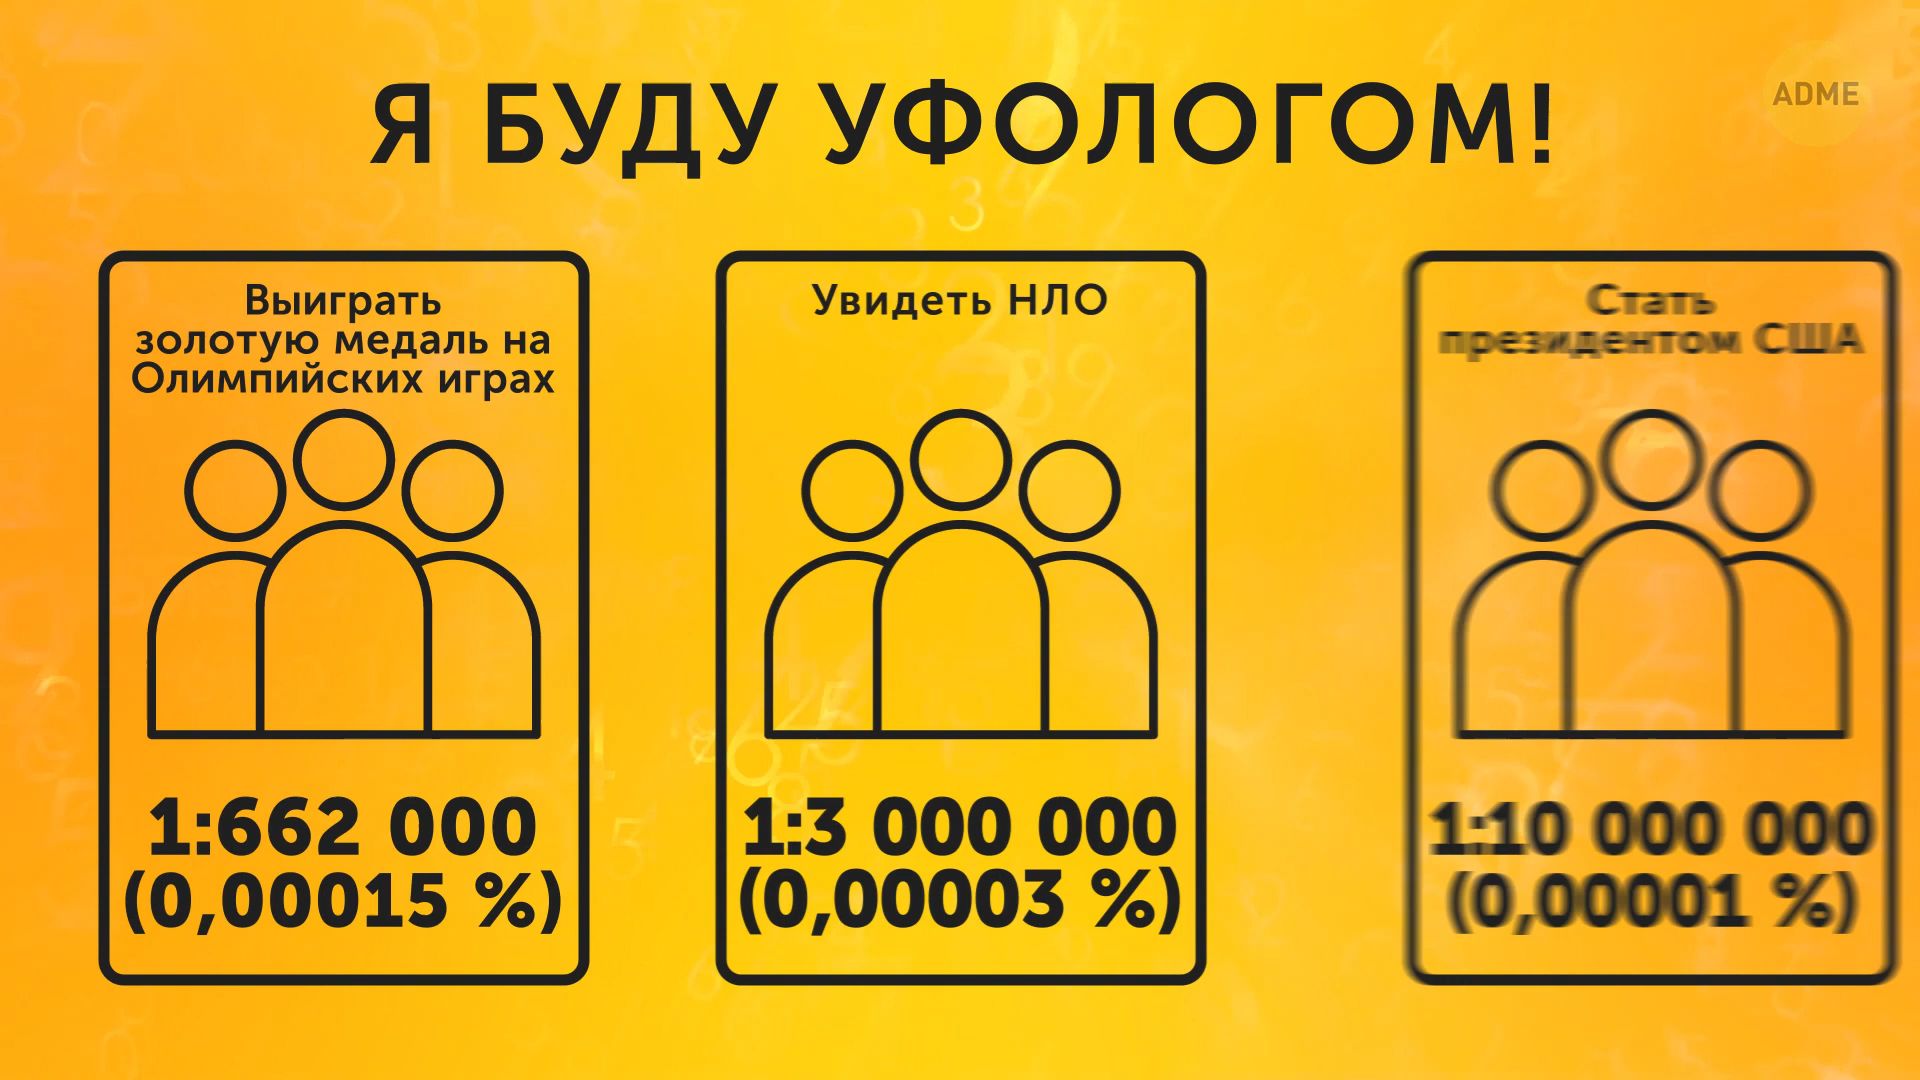 Я БУДУ УФОЛОГОМ!
ADME
Выиграть
золотую медаль на
Олимпийских играх
1:662 000
(0,00015 %)
Увидеть НЛО
1:3 000 000
(0,00003 %)
Стать
президентом США
1:10 000 000
(0,00001 %)